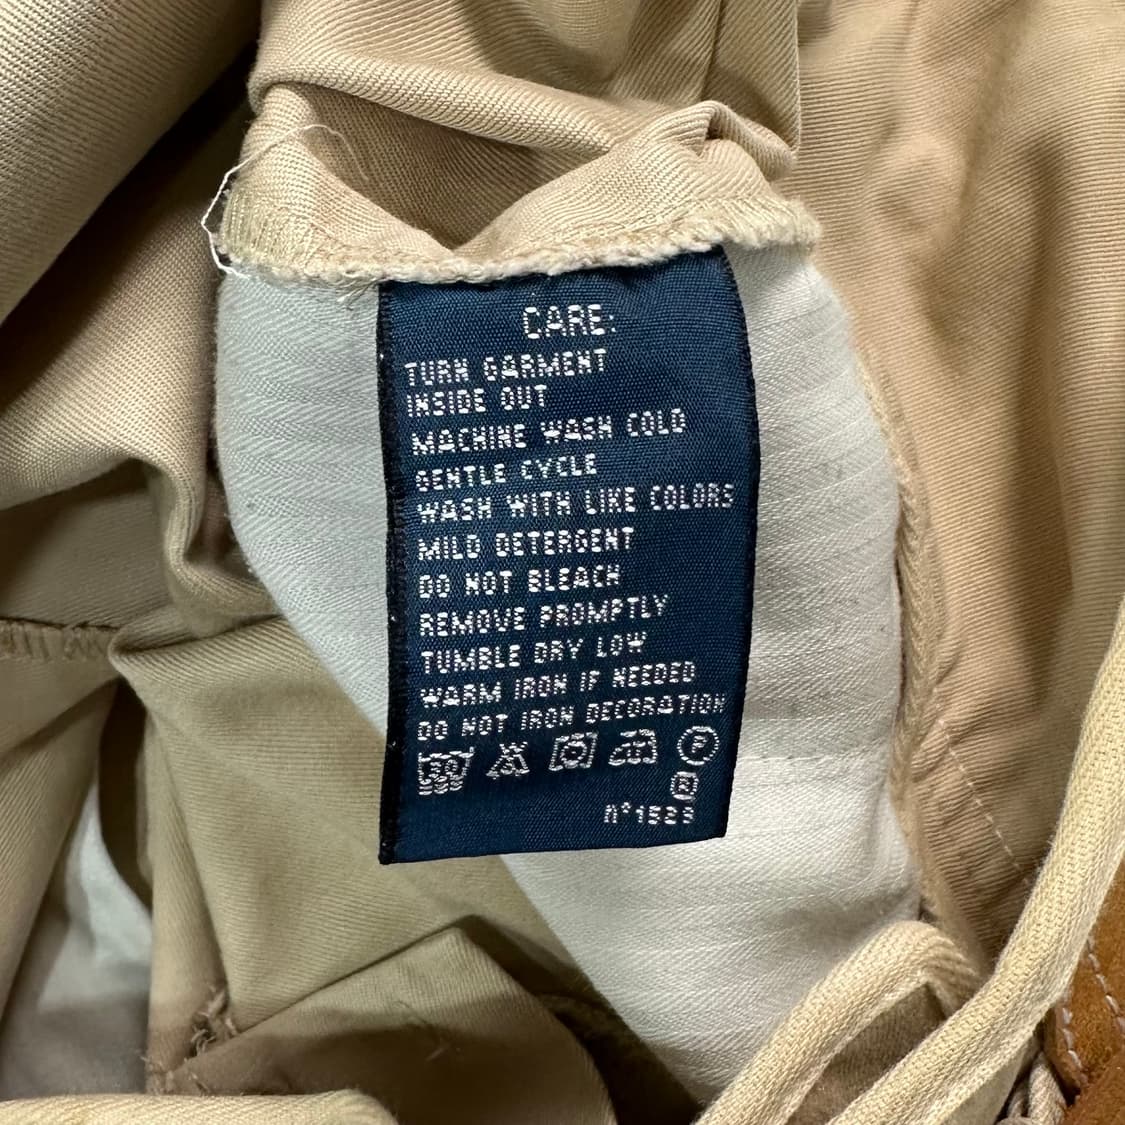 CARE:
TURN GARMENT
INSIDE OUT
MACHINE WASH COLD
GENTLE CYCLE
WASH WITH LIKE COLORS
MILD DETERGENT
DO NOT BLEACH
REMOVE PROMPTLY
TUMBLE DRY LOW
WARM IRON IF NEEDED
DO NOT IRON DECORATION
30 P
R
n°1523